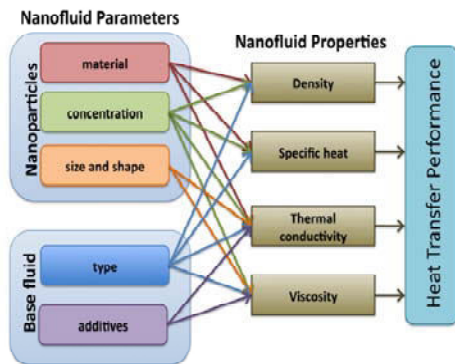 Nanofluid Parameters
Nanoparticles
material
concentration
size and shape
Base fluid
type
additives
Nanofluid Properties
Density
Specific heat
Thermal
conductivity
Viscosity
Heat Transfer Performance